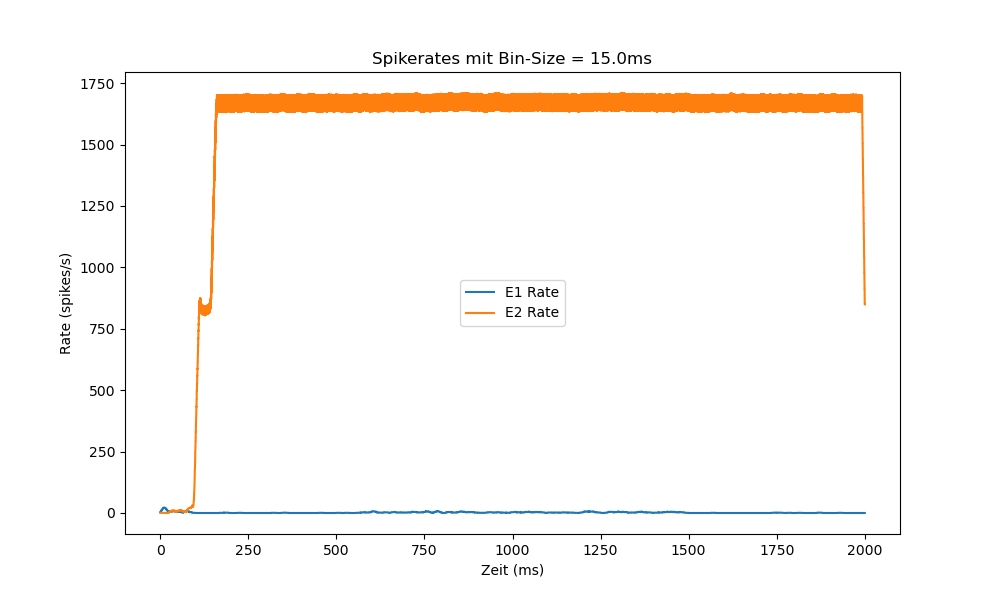 Spikerates mit Bin-Size = 15.0ms
Rate (spikes/s)
1750
1500
1250
1000
750
500
250
0
E1 Rate
E2 Rate
0 250 500 750 1000 1250 1500 1750 2000
Zeit (ms)